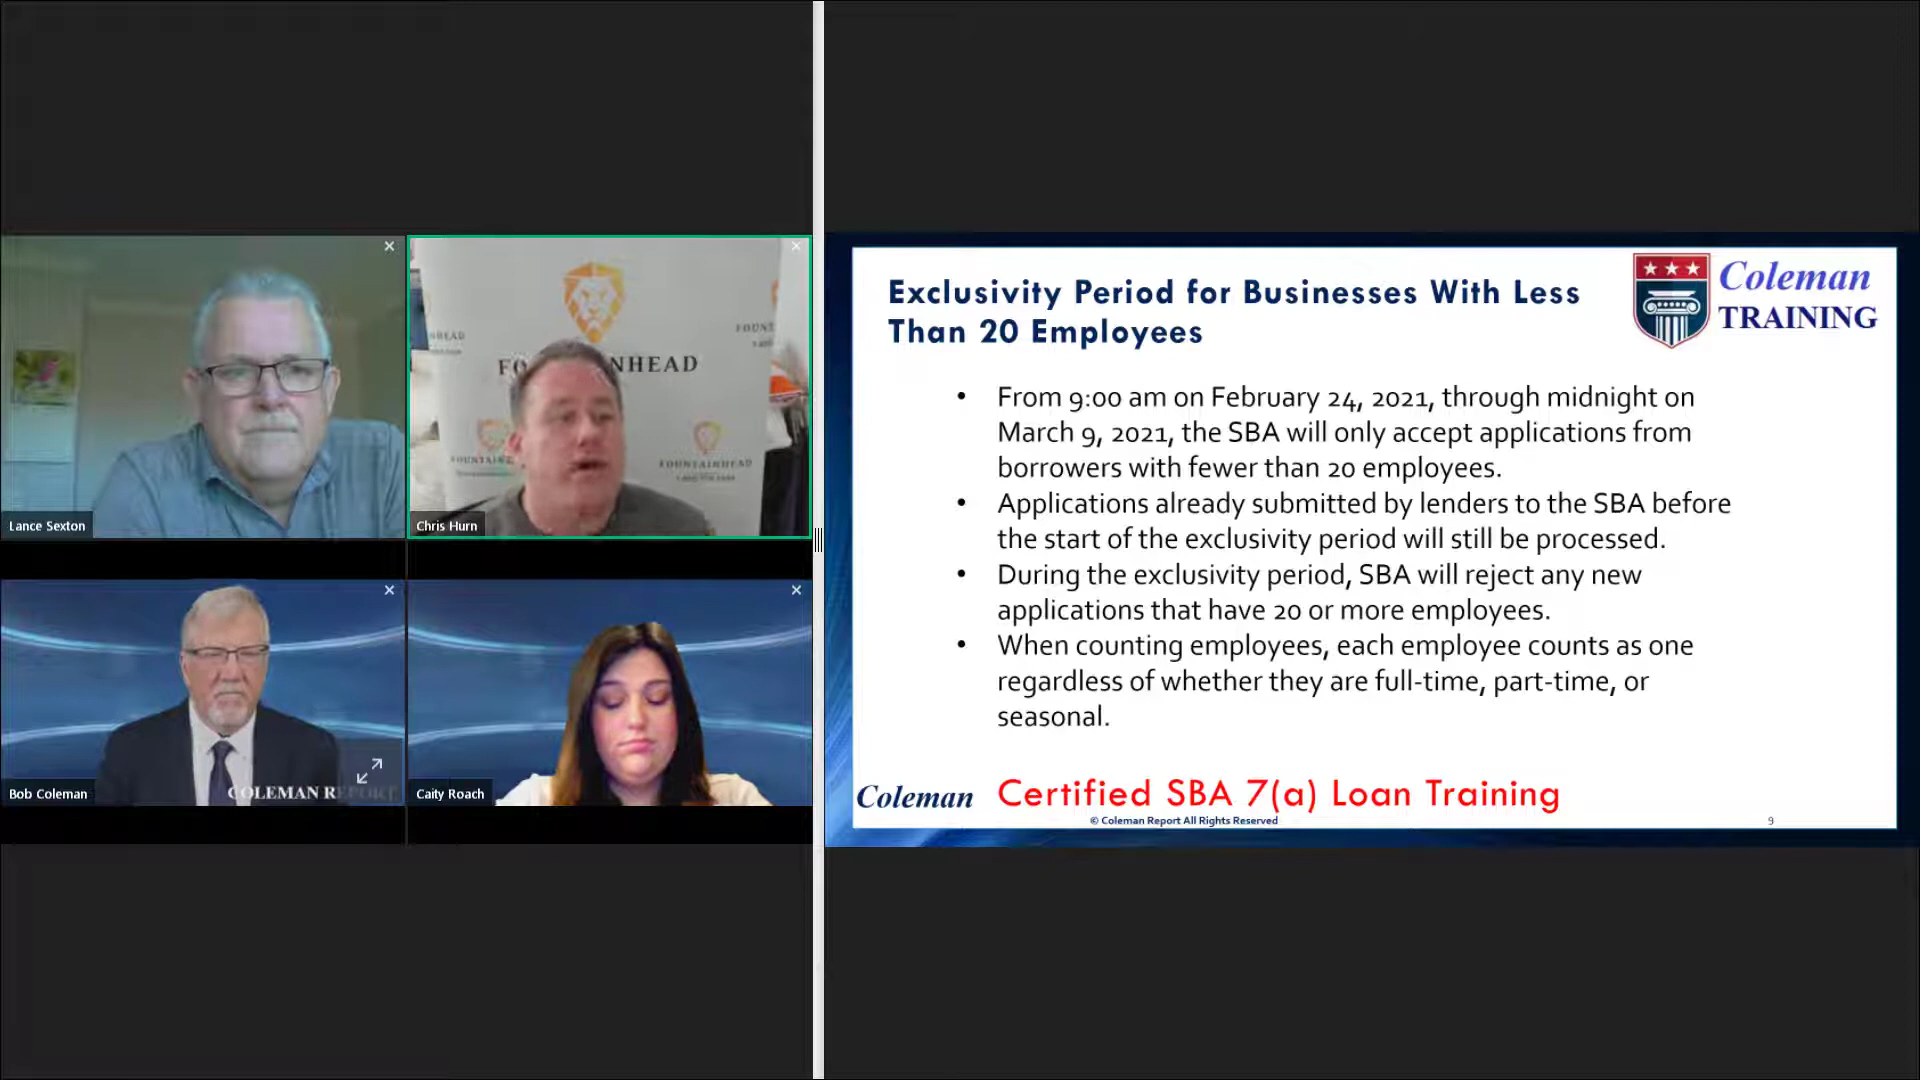 FOUNTAINHEAD
FOUNTAINHEAD
Lance Sexton
Chris Hurn
COLEMAN REPORT
Bob Coleman
Caity Roach
Coleman
TRAINING
Exclusivity Period for Businesses With Less
Than 20 Employees
• From 9:00 am on February 24, 2021, through midnight on
March 9, 2021, the SBA will only accept applications from
borrowers with fewer than 20 employees.
• Applications already submitted by lenders to the SBA before
the start of the exclusivity period will still be processed.
• During the exclusivity period, SBA will reject any new
applications that have 20 or more employees.
• When counting employees, each employee counts as one
regardless of whether they are full-time, part-time, or
seasonal.
Coleman
Certified SBA 7(a) Loan Training
© Coleman Report All Rights Reserved
9